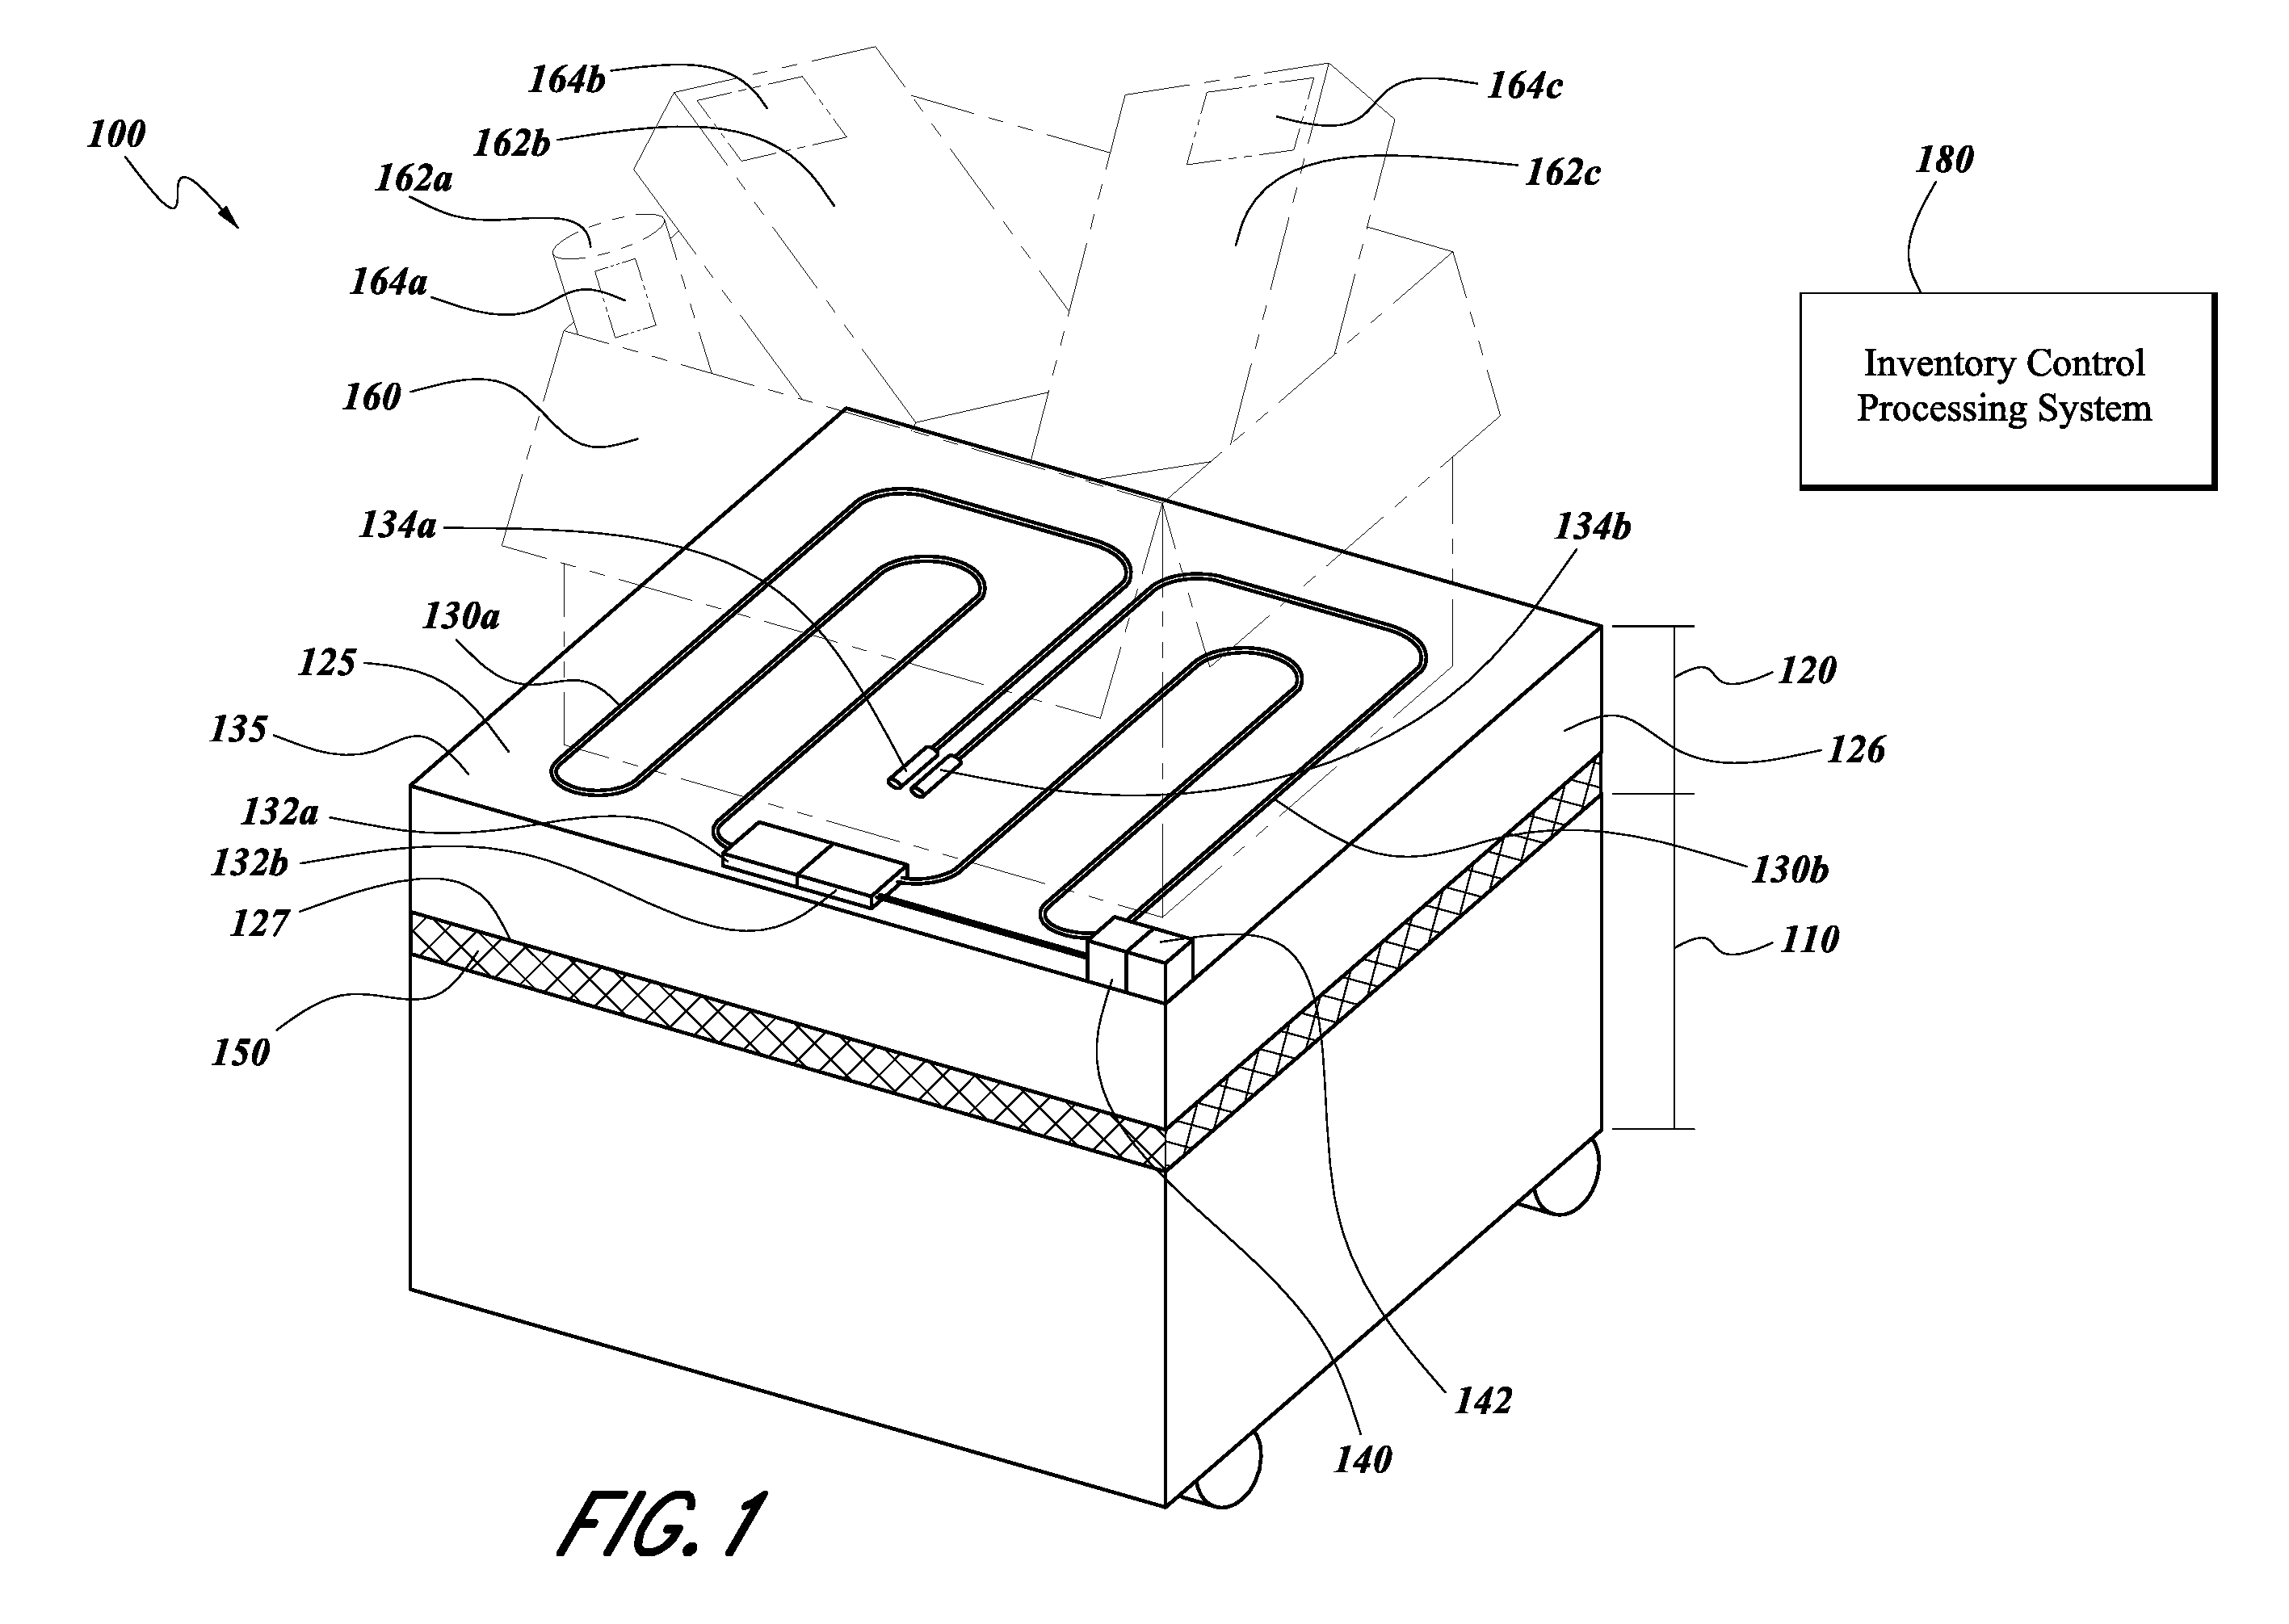 164b
164c
100
162b
162a
162c
180
164a
Inventory Control
Processing System
160
134a
134b
130a
125
120
135
126
132a
132b
130b
127
110
150
142
140
FIG. 1